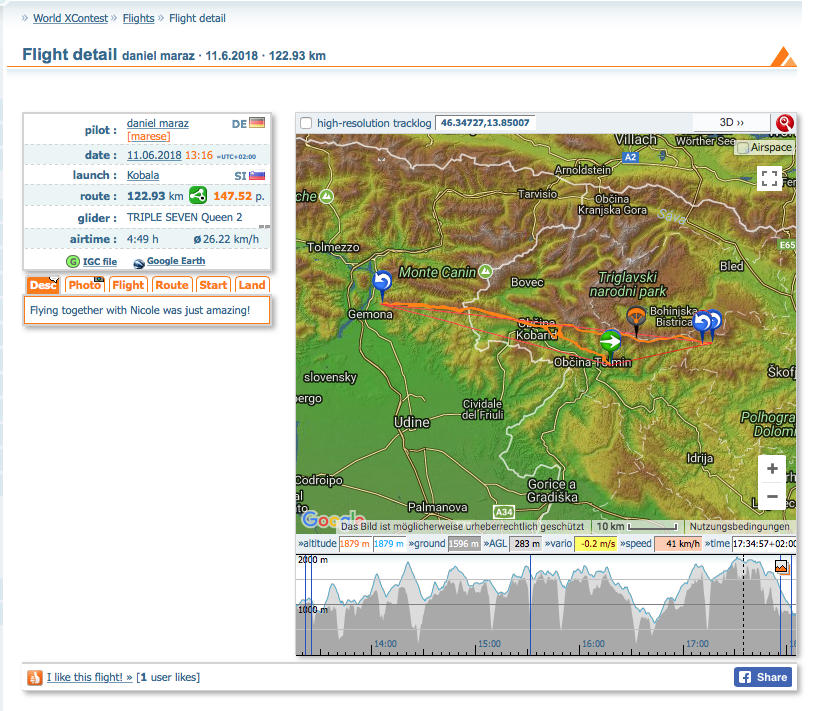 » World XContest » Flights » Flight detail
Flight detail daniel maraz · 11.6.2018 · 122.93 km
pilot : daniel maraz DE
[marese]
date : 11.06.2018 13:16 =UTC+02:00
launch : Kobala SI
route : 122.93 km 147.52 p.
glider : TRIPLE SEVEN Queen 2
airtime : 4:49 h ø 26.22 km/h
G IGC file Google Earth
Desc Photo Flight Route Start Land
Flying together with Nicole was just amazing!
high-resolution tracklog 46.34727,13.85007 3D ››
Airspace
Villach
Wörther See
A2
Arnoldstein
Tarvisio
Občina
Kranjska Gora
Sava
E65
Tolmezzo
Monte Canin
Bovec
Triglavski
narodni park
Bled
Gemona
Bohinjska
Bistrica
Občina
Kobarid
Občina Tolmin
Škof
slovensky
Cividale
del Friuli
Udine
Polhogra
Dolomi
Idrija
Codroipo
Gorice a
Gradiška
Palmanova
A34
+
−
Google
Das Bild ist möglicherweise urheberrechtlich geschützt 10 km Nutzungsbedingungen
»altitude 1879 m 1879 m »ground 1596 m »AGL 283 m »vario -0.2 m/s »speed 41 km/h »time 17:34:57+02:00
2000 m
1000 m
14:00 15:00 16:00 17:00
I like this flight! » [1 user likes]
Share